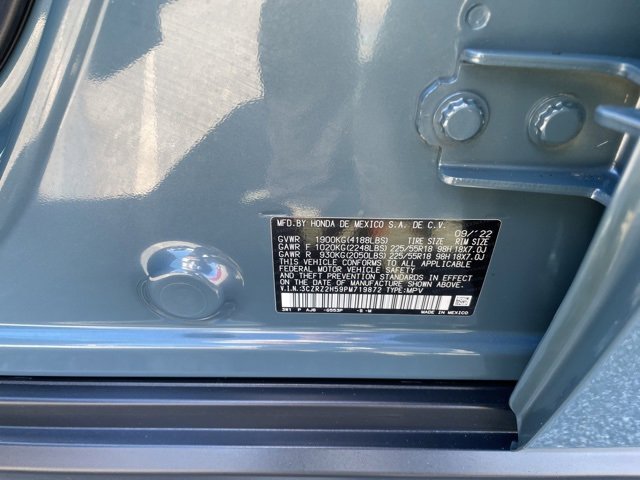 MFD. BY HONDA DE MEXICO S.A. DE C.V.
09/'22
GVWR 1900KG(4188LBS) TIRE SIZE RIM SIZE
GAWR F 1020KG(2248LBS) 225/55R18 98H 18X7.0J
GAWR R 930KG(2050LBS) 225/55R18 98H 18X7.0J
THIS VEHICLE CONFORMS TO ALL APPLICABLE
FEDERAL MOTOR VEHICLE SAFETY
AND THEFT PREVENTION STANDARDS IN EFFECT
ON THE DATE OF MANUFACTURE SHOWN ABOVE.
V.I.N. 3CZRZ2H59PM719872 TYPE: MPV
3W1 P AJ8 -G553P -B -M
MADE IN MEXICO